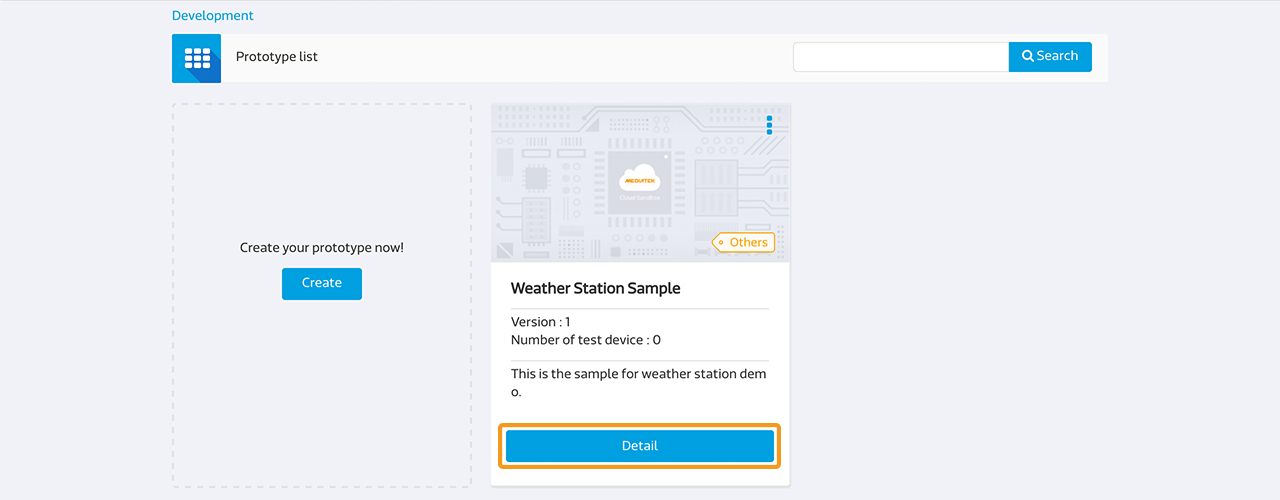 Development
Prototype list
Search
Create your prototype now!
Create
MEDIATEK
Cloud Sandbox
Others
Weather Station Sample
Version : 1
Number of test device : 0
This is the sample for weather station dem
o.
Detail